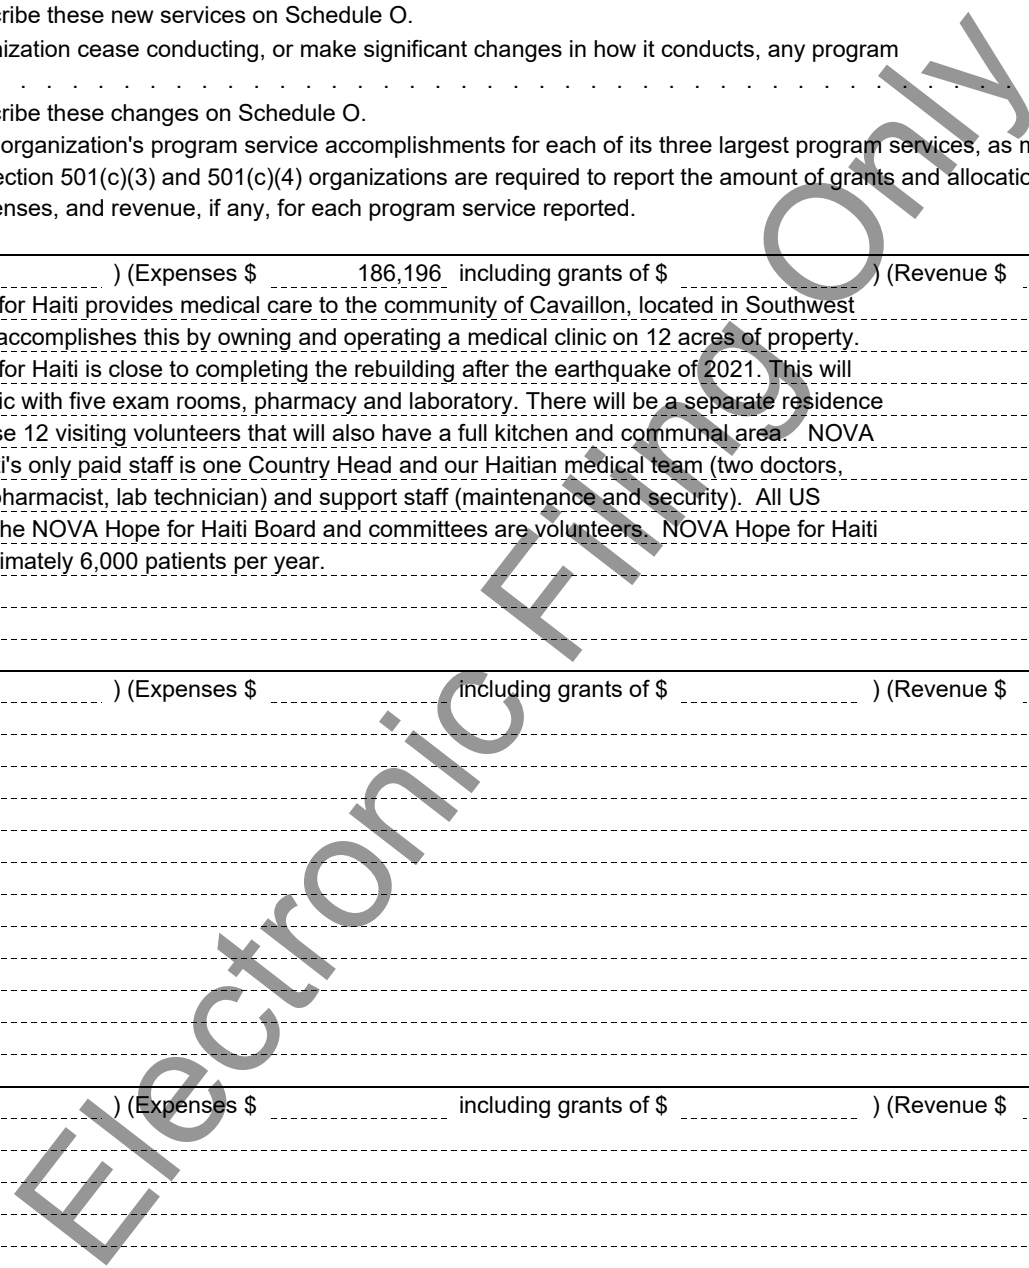 cribe these new services on Schedule O.
nization cease conducting, or make significant changes in how it conducts, any program
. . . . . . . . . . . . . . . . . . . . . . . . . . . . . . . . . . . . . . .
cribe these changes on Schedule O.
organization's program service accomplishments for each of its three largest program services, as m
ection 501(c)(3) and 501(c)(4) organizations are required to report the amount of grants and allocatio
enses, and revenue, if any, for each program service reported.
) (Expenses $ 186,196 including grants of $ ) (Revenue $
for Haiti provides medical care to the community of Cavaillon, located in Southwest
accomplishes this by owning and operating a medical clinic on 12 acres of property.
for Haiti is close to completing the rebuilding after the earthquake of 2021. This will
ic with five exam rooms, pharmacy and laboratory. There will be a separate residence
se 12 visiting volunteers that will also have a full kitchen and communal area. NOVA
ti's only paid staff is one Country Head and our Haitian medical team (two doctors,
pharmacist, lab technician) and support staff (maintenance and security). All US
the NOVA Hope for Haiti Board and committees are volunteers. NOVA Hope for Haiti
imately 6,000 patients per year.
) (Expenses $ including grants of $ ) (Revenue $
) (Expenses $ including grants of $ ) (Revenue $
Electronic Filing Only